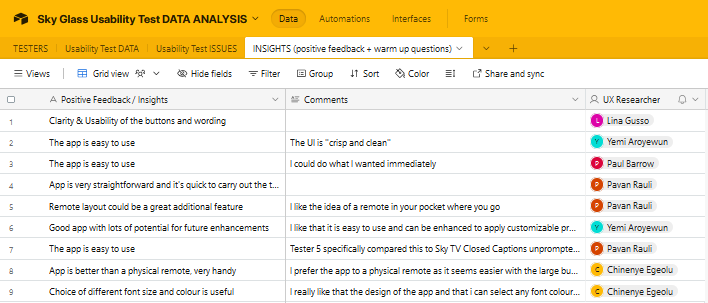 Sky Glass Usability Test DATA ANALYSIS Data Automations Interfaces Forms
TESTERS Usability Test DATA Usability Test ISSUES INSIGHTS (positive feedback + warm up questions)
Views Grid view Hide fields Filter Group Sort Color Share and sync
Positive Feedback / Insights Comments UX Researcher
1 Clarity & Usability of the buttons and wording L Lina Gusso
2 The app is easy to use The UI is "crisp and clean" Y Yemi Aroyewun
3 The app is easy to use I could do what I wanted immediately P Paul Barrow
4 App is very straightforward and it's quick to carry out the t... P Pavan Rauli
5 Remote layout could be a great additional feature I like the idea of a remote in your pocket where you go P Pavan Rauli
6 Good app with lots of potential for future enhancements I like that it is easy to use and can be enhanced to apply customizable pr... Y Yemi Aroyewun
7 The app is easy to use Tester 5 specifically compared this to Sky TV Closed Captions unprompte... P Pavan Rauli
8 App is better than a physical remote, very handy I prefer the app to a physical remote as it seems easier with the large bu... C Chinenye Egeolu
9 Choice of different font size and colour is useful I really like that the design of the app and that i can select any font colour... C Chinenye Egeolu